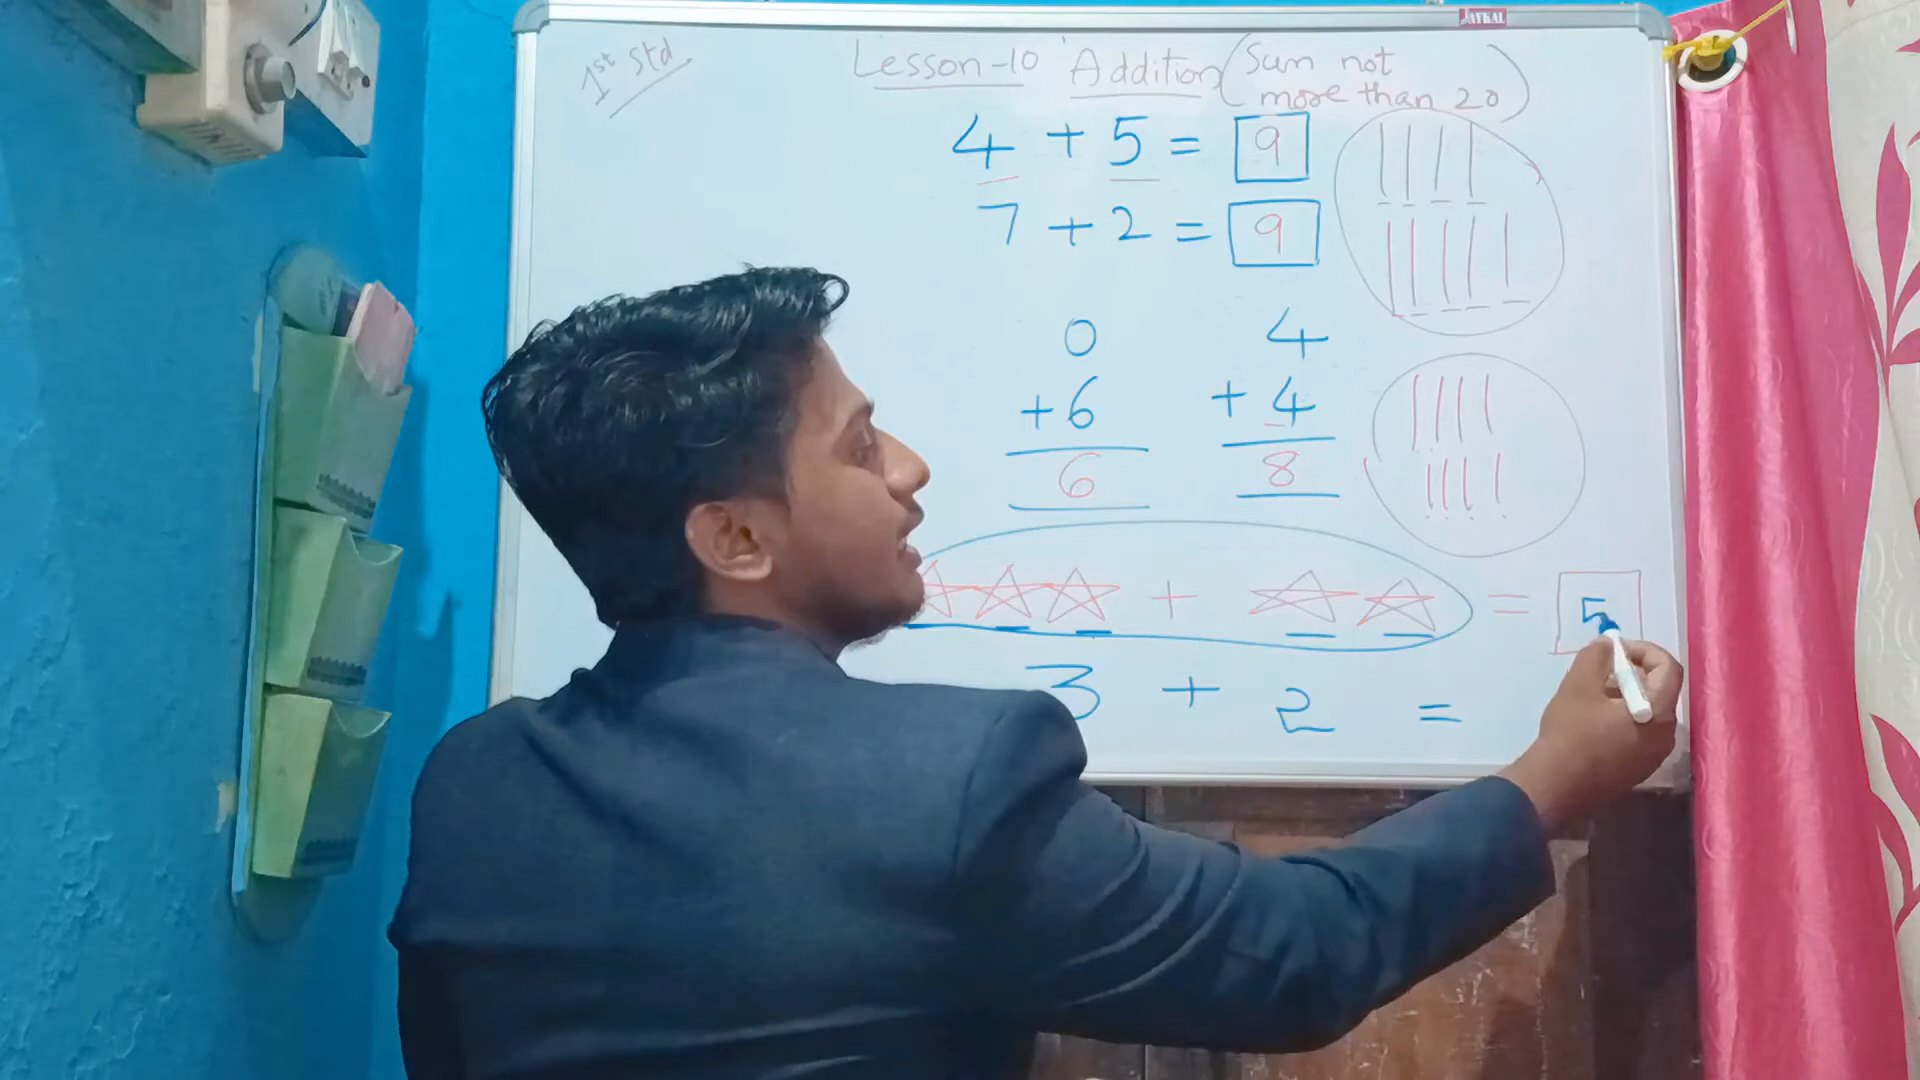 JAYKAL
1st std
Lesson-10 Addition (Sum not
more than 20)
4 + 5 = 9
7 + 2 = 9
0 4
+6 +4
6 8
+ = 5
3 + 2 =